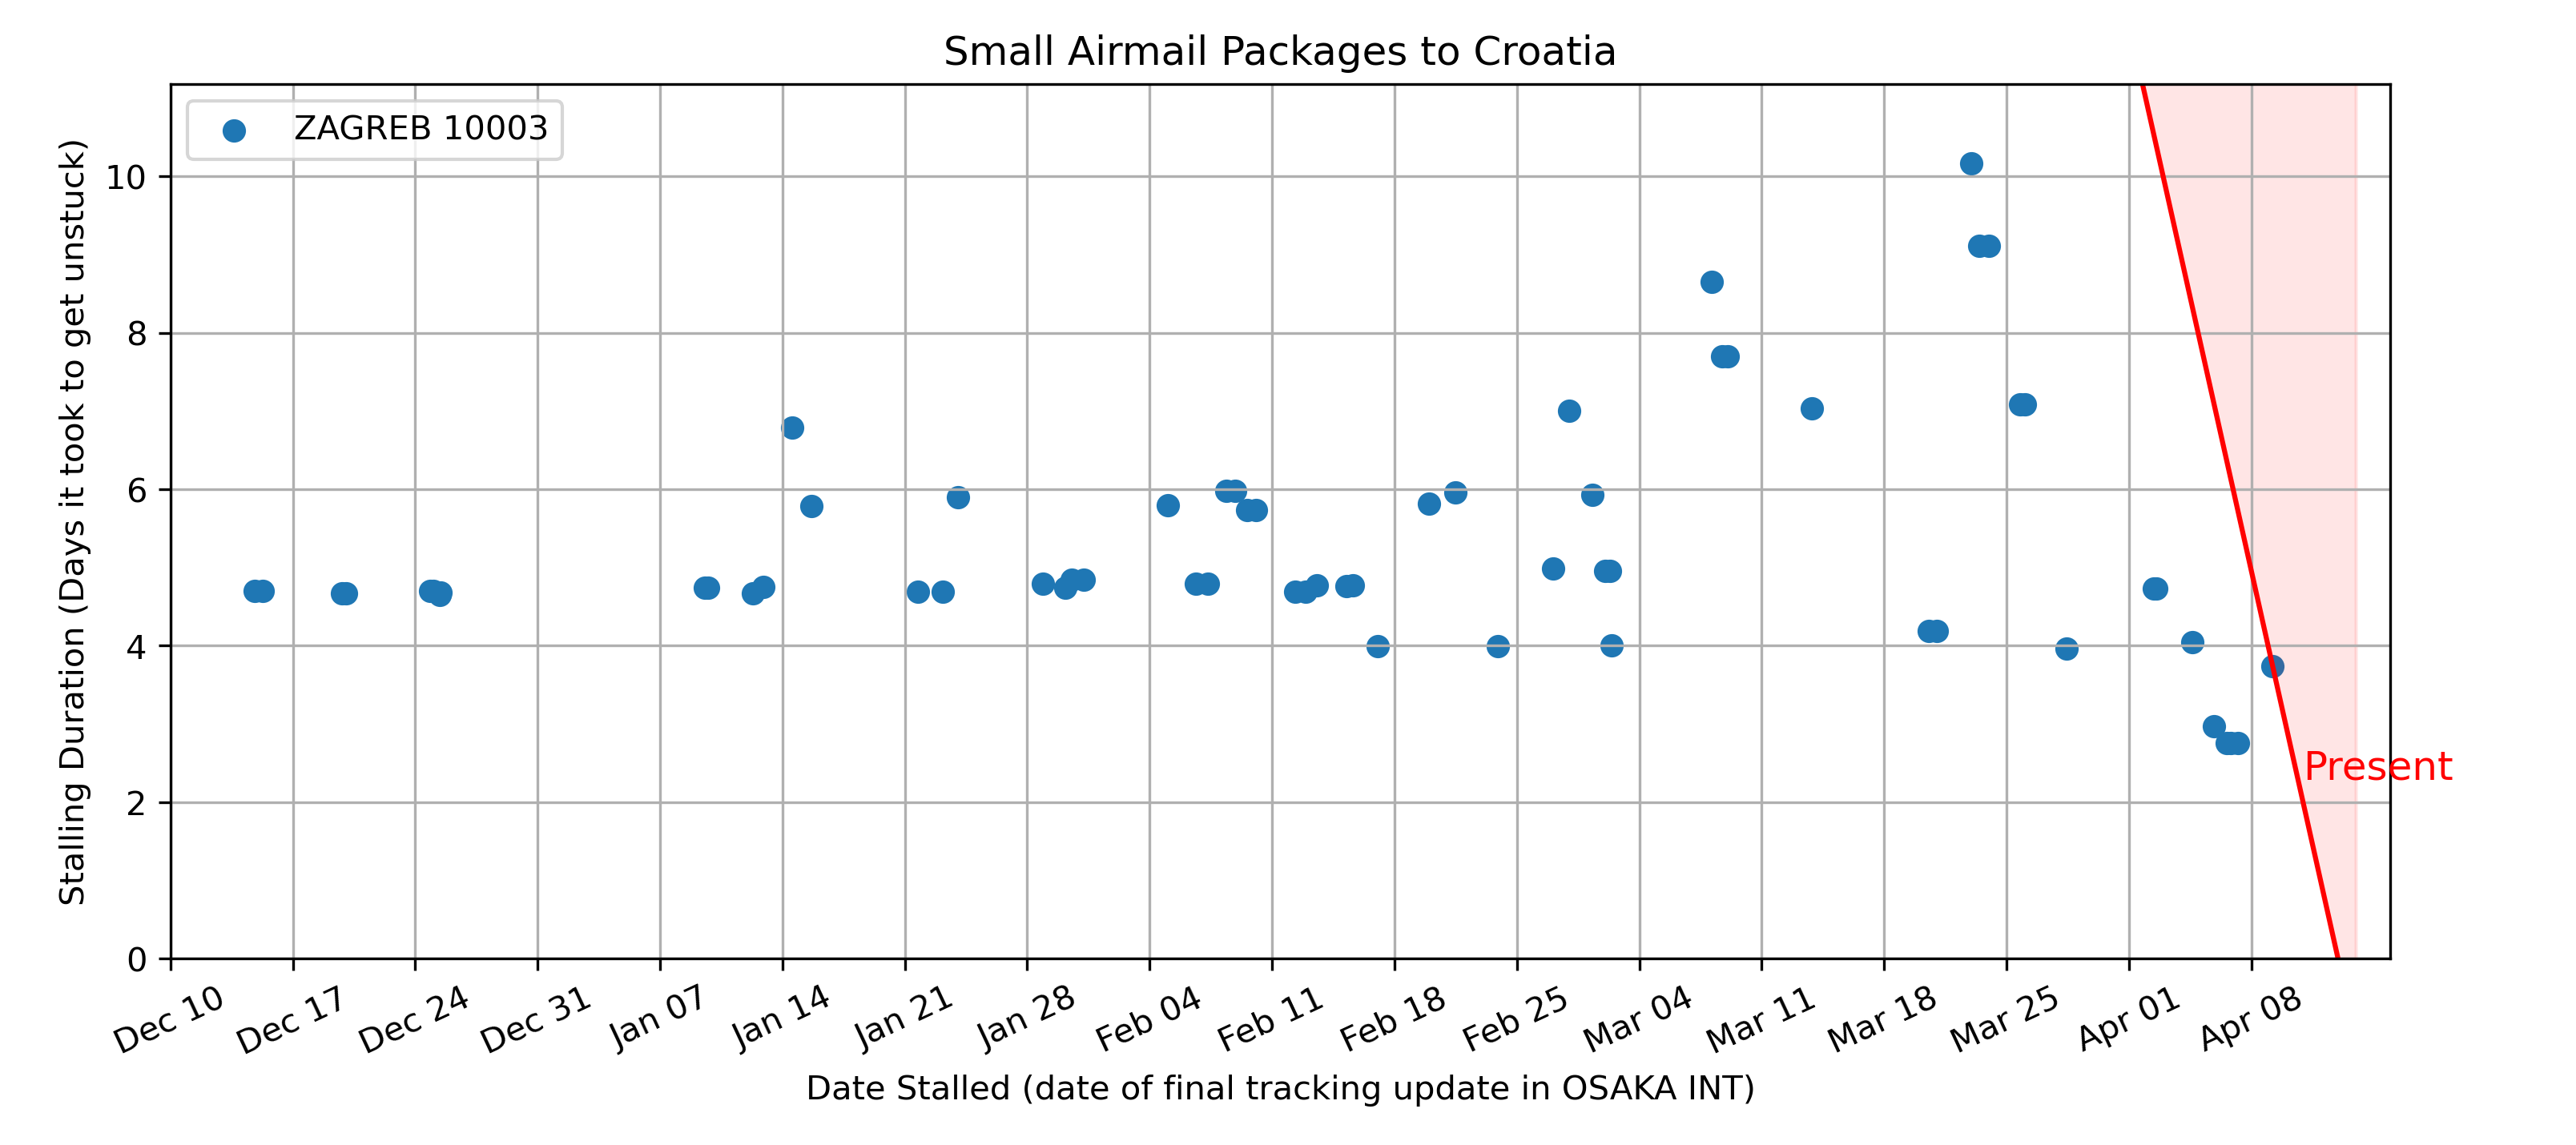 Small Airmail Packages to Croatia
ZAGREB 10003
Stalling Duration (Days it took to get unstuck)
10
8
6
4
2
0
Present
Dec 10 Dec 17 Dec 24 Dec 31 Jan 07 Jan 14 Jan 21 Jan 28 Feb 04 Feb 11 Feb 18 Feb 25 Mar 04 Mar 11 Mar 18 Mar 25 Apr 01 Apr 08
Date Stalled (date of final tracking update in OSAKA INT)